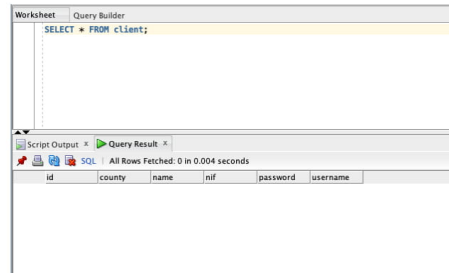 Worksheet Query Builder
SELECT * FROM client;
Script Output x Query Result x
SQL | All Rows Fetched: 0 in 0.004 seconds
id county name nif password username